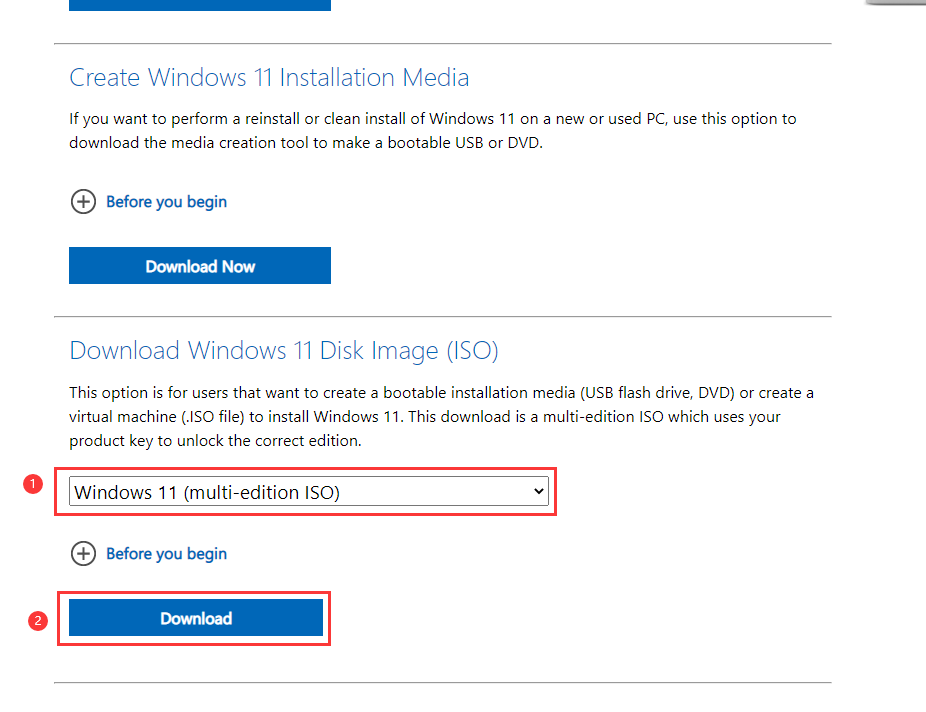 Create Windows 11 Installation Media
If you want to perform a reinstall or clean install of Windows 11 on a new or used PC, use this option to
download the media creation tool to make a bootable USB or DVD.
Before you begin
Download Now
Download Windows 11 Disk Image (ISO)
This option is for users that want to create a bootable installation media (USB flash drive, DVD) or create a
virtual machine (.ISO file) to install Windows 11. This download is a multi-edition ISO which uses your
product key to unlock the correct edition.
1
Windows 11 (multi-edition ISO)
Before you begin
2
Download